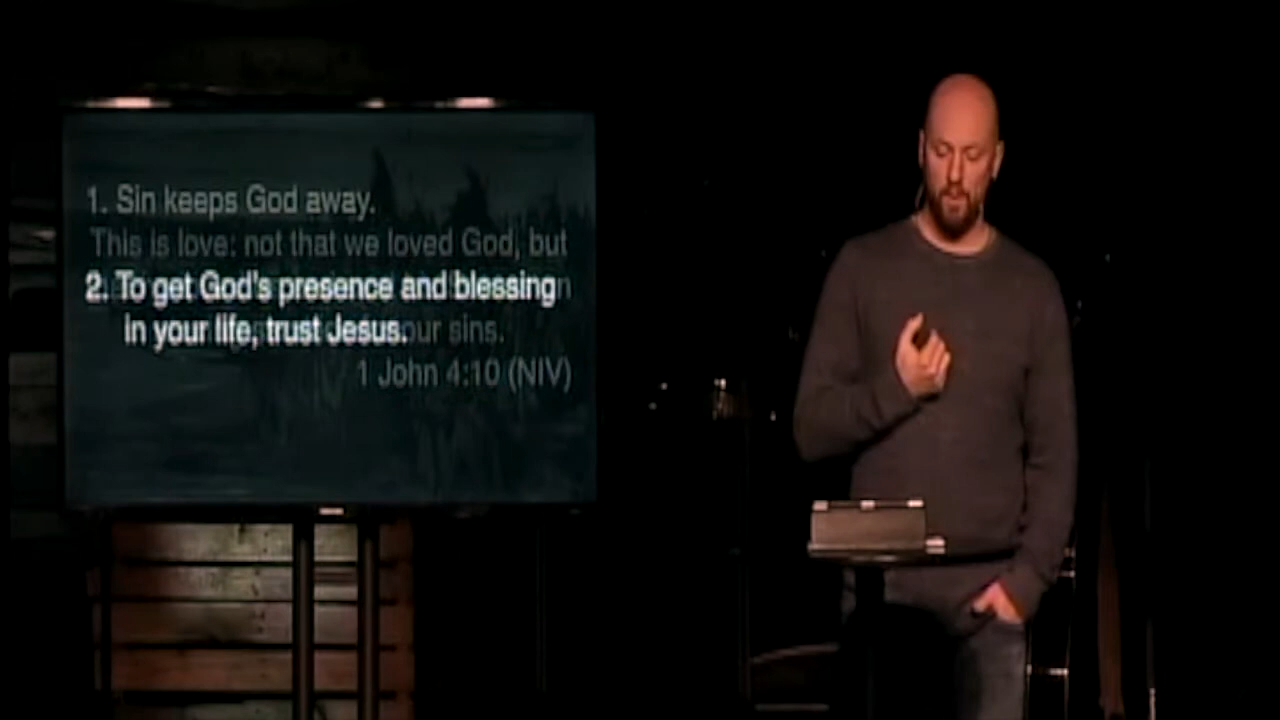 1. Sin keeps God away.
This is love: not that we loved God, but
2. To get God's presence and blessing
in your life, trust Jesus.
our sins.
1 John 4:10 (NIV)